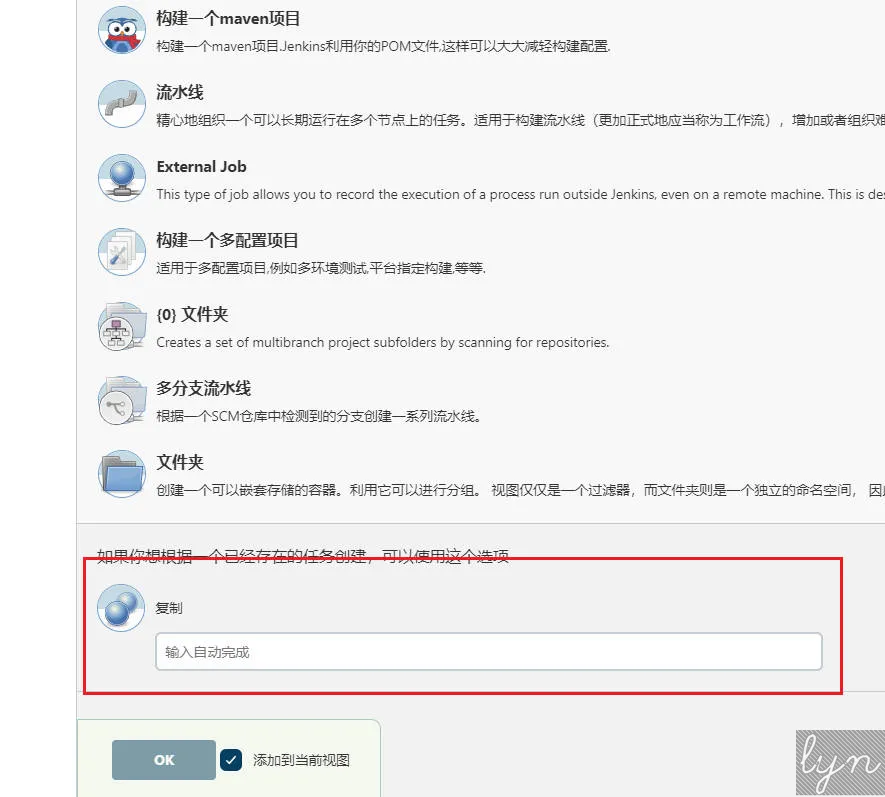 构建一个maven项目
构建一个maven项目.Jenkins利用你的POM文件,这样可以大大减轻构建配置.
流水线
精心地组织一个可以长期运行在多个节点上的任务。适用于构建流水线（更加正式地应当称为工作流），增加或者组织难
External Job
This type of job allows you to record the execution of a process run outside Jenkins, even on a remote machine. This is des
构建一个多配置项目
适用于多配置项目,例如多环境测试,平台指定构建,等等.
{0} 文件夹
Creates a set of multibranch project subfolders by scanning for repositories.
多分支流水线
根据一个SCM仓库中检测到的分支创建一系列流水线。
文件夹
创建一个可以嵌套存储的容器。利用它可以进行分组。 视图仅仅是一个过滤器，而文件夹则是一个独立的命名空间， 因此
如果你想根据一个已经存在的任务创建，可以使用这个选项
复制
输入自动完成
OK 添加到当前视图
lyn